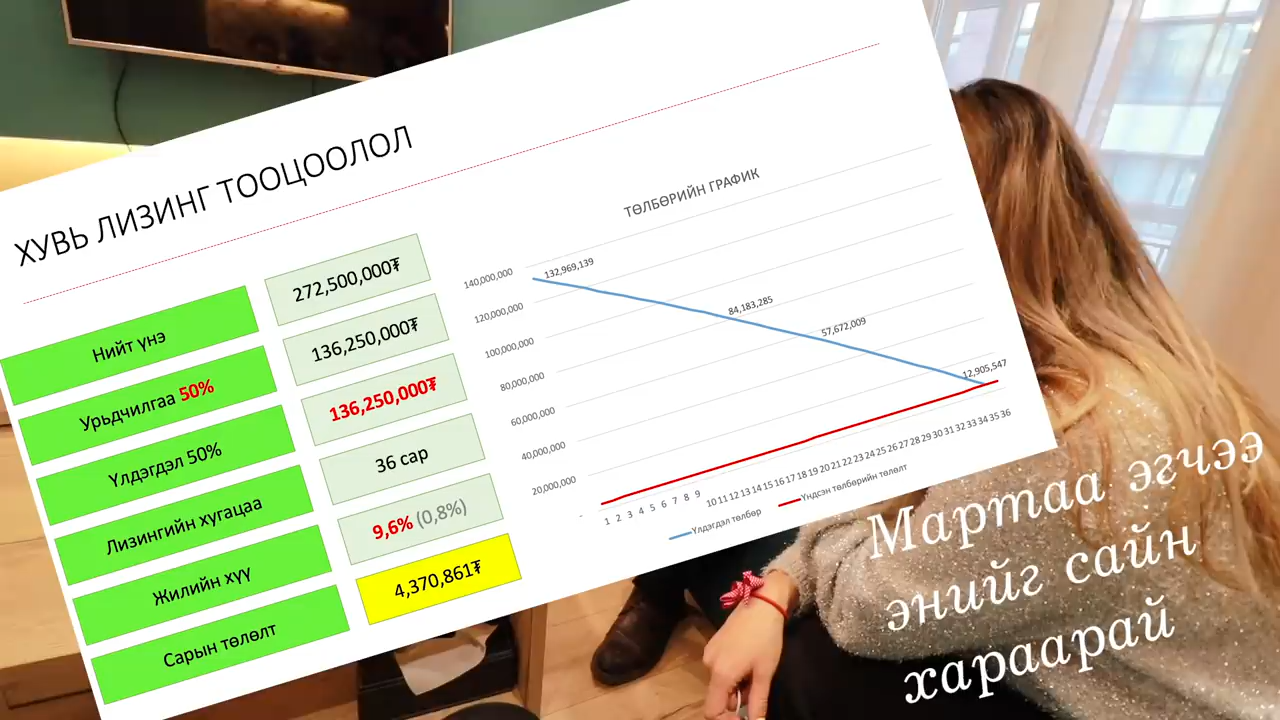 ХУВЬ ЛИЗИНГ ТООЦООЛОЛ
Нийт үнэ
272,500,000₮
Урьдчилгаа 50%
136,250,000₮
Үлдэгдэл 50%
136,250,000₮
Лизингийн хугацаа
36 сар
Жилийн хүү
9,6% (0,8%)
Сарын төлөлт
4,370,861₮
ТӨЛБӨРИЙН ГРАФИК
140,000,000
120,000,000
100,000,000
80,000,000
60,000,000
40,000,000
20,000,000
-
132,969,139
84,183,285
57,672,009
12,905,547
1 2 3 4 5 6 7 8 9 10 11 12 13 14 15 16 17 18 19 20 21 22 23 24 25 26 27 28 29 30 31 32 33 34 35 36
Үлдэгдэл төлбөр
Үндсэн төлбөрийн төлөлт
Мартаа эгчээ
энийг сайн
хараарай